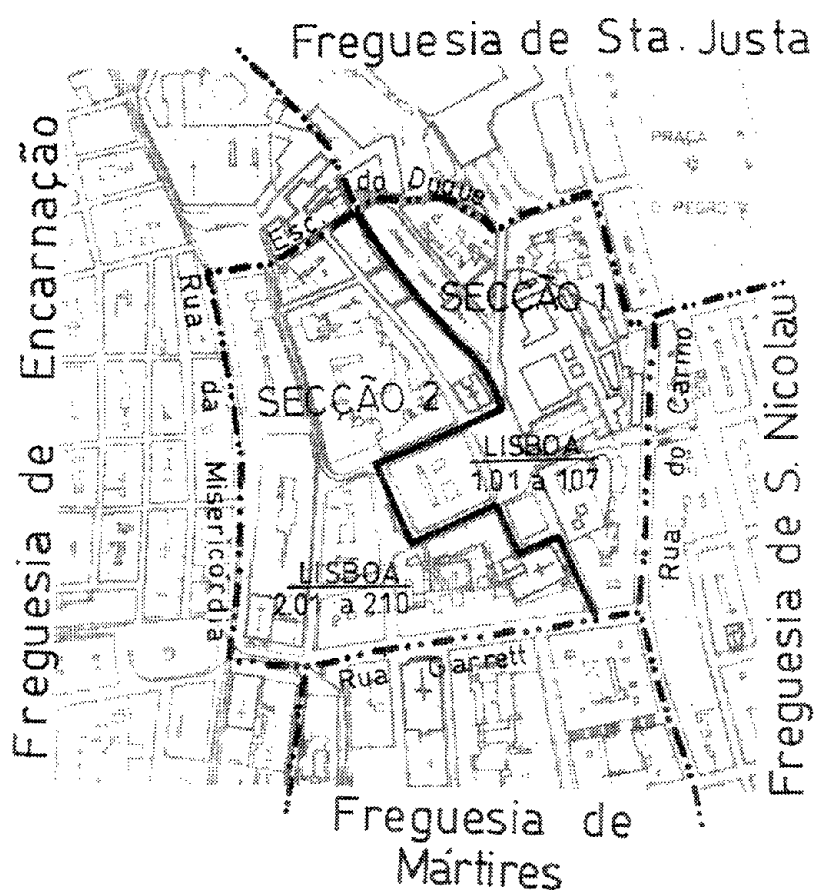 Freguesia de Sta. Justa
Freguesia de Encarnação
PRAÇA
D PEDRO
Esc. do Duque
SECÇÃO 1
Rua da Misericórdia
SECÇÃO 2
LISBOA
1.01 a 1.07
Rua do Carmo
Freguesia de S. Nicolau
LISBOA
2.01 a 2.10
Rua Garrett
Freguesia de
Mártires